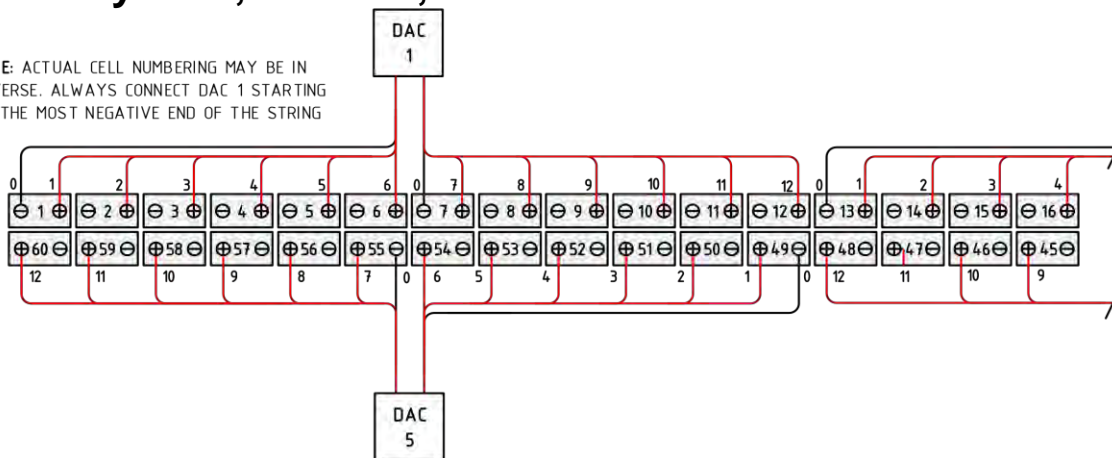 DAC
1
E: ACTUAL CELL NUMBERING MAY BE IN
ERSE. ALWAYS CONNECT DAC 1 STARTING
THE MOST NEGATIVE END OF THE STRING
0 1 2 3 4 5 6 0 7 8 9 10 11 12 0 1 2 3 4
⊖ 1 ⊕ ⊖ 2 ⊕ ⊖ 3 ⊕ ⊖ 4 ⊕ ⊖ 5 ⊕ ⊖ 6 ⊕ ⊖ 7 ⊕ ⊖ 8 ⊕ ⊖ 9 ⊕ ⊖ 10 ⊕ ⊖ 11 ⊕ ⊖ 12 ⊕ ⊖ 13 ⊕ ⊖ 14 ⊕ ⊖ 15 ⊕ ⊖ 16 ⊕
⊕ 60 ⊖ ⊕ 59 ⊖ ⊕ 58 ⊖ ⊕ 57 ⊖ ⊕ 56 ⊖ ⊕ 55 ⊖ ⊕ 54 ⊖ ⊕ 53 ⊖ ⊕ 52 ⊖ ⊕ 51 ⊖ ⊕ 50 ⊖ ⊕ 49 ⊖ ⊕ 48 ⊖ ⊕ 47 ⊖ ⊕ 46 ⊖ ⊕ 45 ⊖
12 11 10 9 8 7 0 6 5 4 3 2 1 0 12 11 10 9
DAC
5